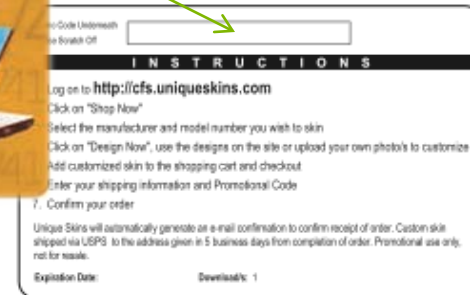 Code Underneath
Scratch Off
INSTRUCTIONS
Log on to http://cfs.uniqueskins.com
Click on "Shop Now"
Select the manufacturer and model number you wish to skin
Click on "Design Now", use the designs on the site or upload your own photo/s to customize
Add customized skin to the shopping cart and checkout
Enter your shipping information and Promotional Code
7. Confirm your order
Unique Skins will automatically generate an e-mail confirmation to confirm receipt of order. Custom skin
shipped via USPS to the address given in 5 business days from completion of order. Promotional use only,
not for resale.
Expiration Date: Download/s: 1